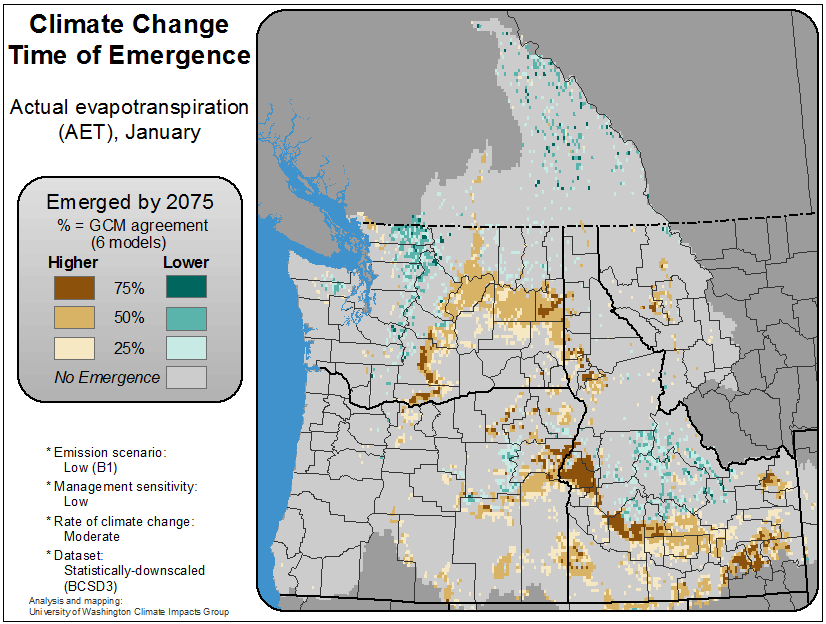 Climate Change
Time of Emergence
Actual evapotranspiration
(AET), January
Emerged by 2075
% = GCM agreement
(6 models)
Higher Lower
75%
50%
25%
No Emergence
* Emission scenario:
Low (B1)
* Management sensitivity:
Low
* Rate of climate change:
Moderate
* Dataset:
Statistically-downscaled
(BCSD3)
Analysis and mapping:
University of Washington Climate Impacts Group